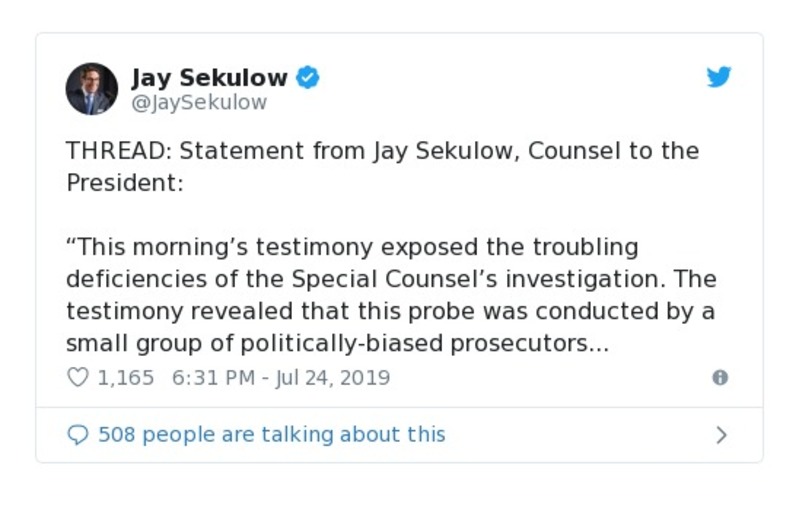 Jay Sekulow
@JaySekulow
THREAD: Statement from Jay Sekulow, Counsel to the
President:
“This morning’s testimony exposed the troubling
deficiencies of the Special Counsel’s investigation. The
testimony revealed that this probe was conducted by a
small group of politically-biased prosecutors...
1,165 6:31 PM - Jul 24, 2019
508 people are talking about this